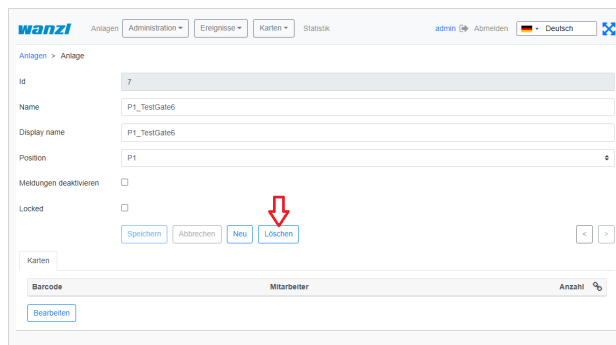 wanzl Anlagen Administration Ereignisse Karten Statistik admin Abmelden Deutsch
Anlagen > Anlage
Id 7
Name P1_TestGate6
Display name P1_TestGate6
Position P1
Meldungen deaktivieren
Locked
Speichern Abbrechen Neu Löschen < >
Karten
Barcode Mitarbeiter Anzahl
Bearbeiten